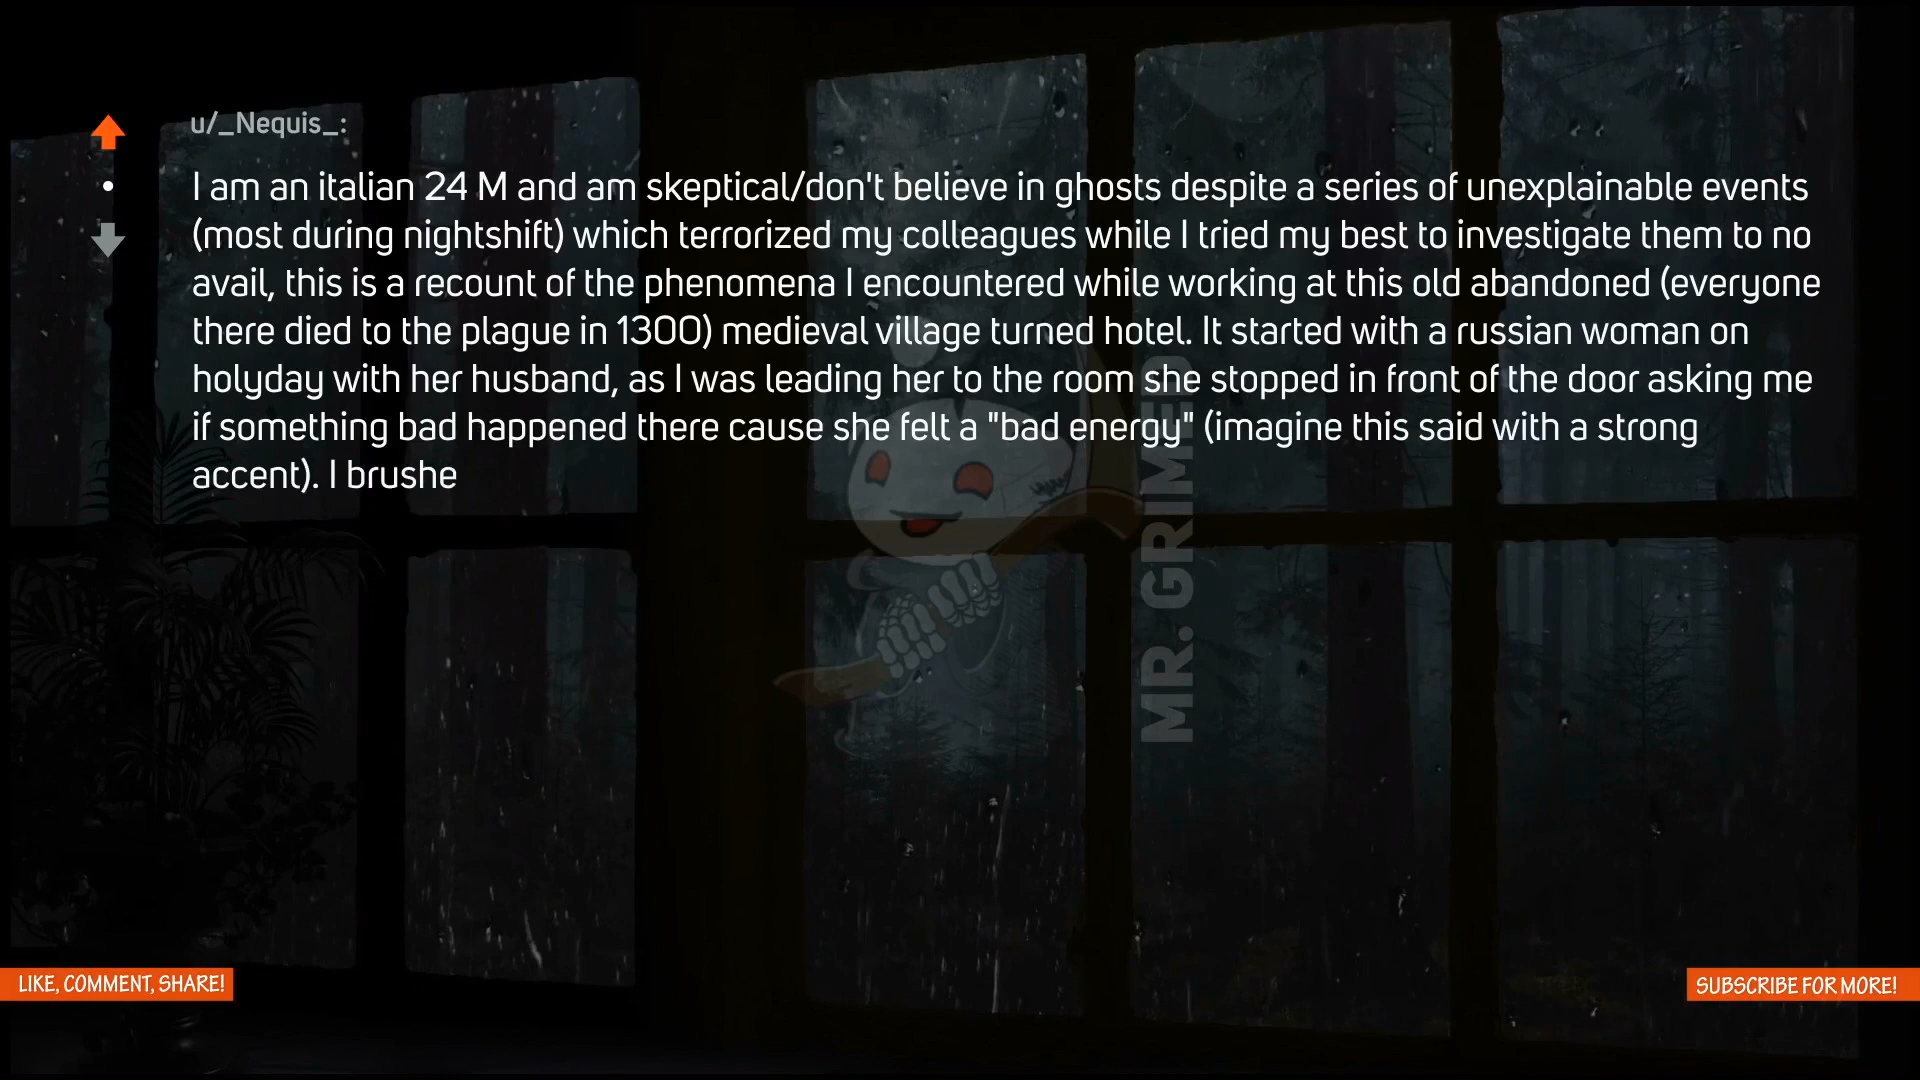 u/_Nequis_:
I am an italian 24 M and am skeptical/don't believe in ghosts despite a series of unexplainable events
(most during nightshift) which terrorized my colleagues while I tried my best to investigate them to no
avail, this is a recount of the phenomena I encountered while working at this old abandoned (everyone
there died to the plague in 1300) medieval village turned hotel. It started with a russian woman on
holyday with her husband, as I was leading her to the room she stopped in front of the door asking me
if something bad happened there cause she felt a "bad energy" (imagine this said with a strong
accent). I brushe
MR. GRIMED
LIKE, COMMENT, SHARE!
SUBSCRIBE FOR MORE!